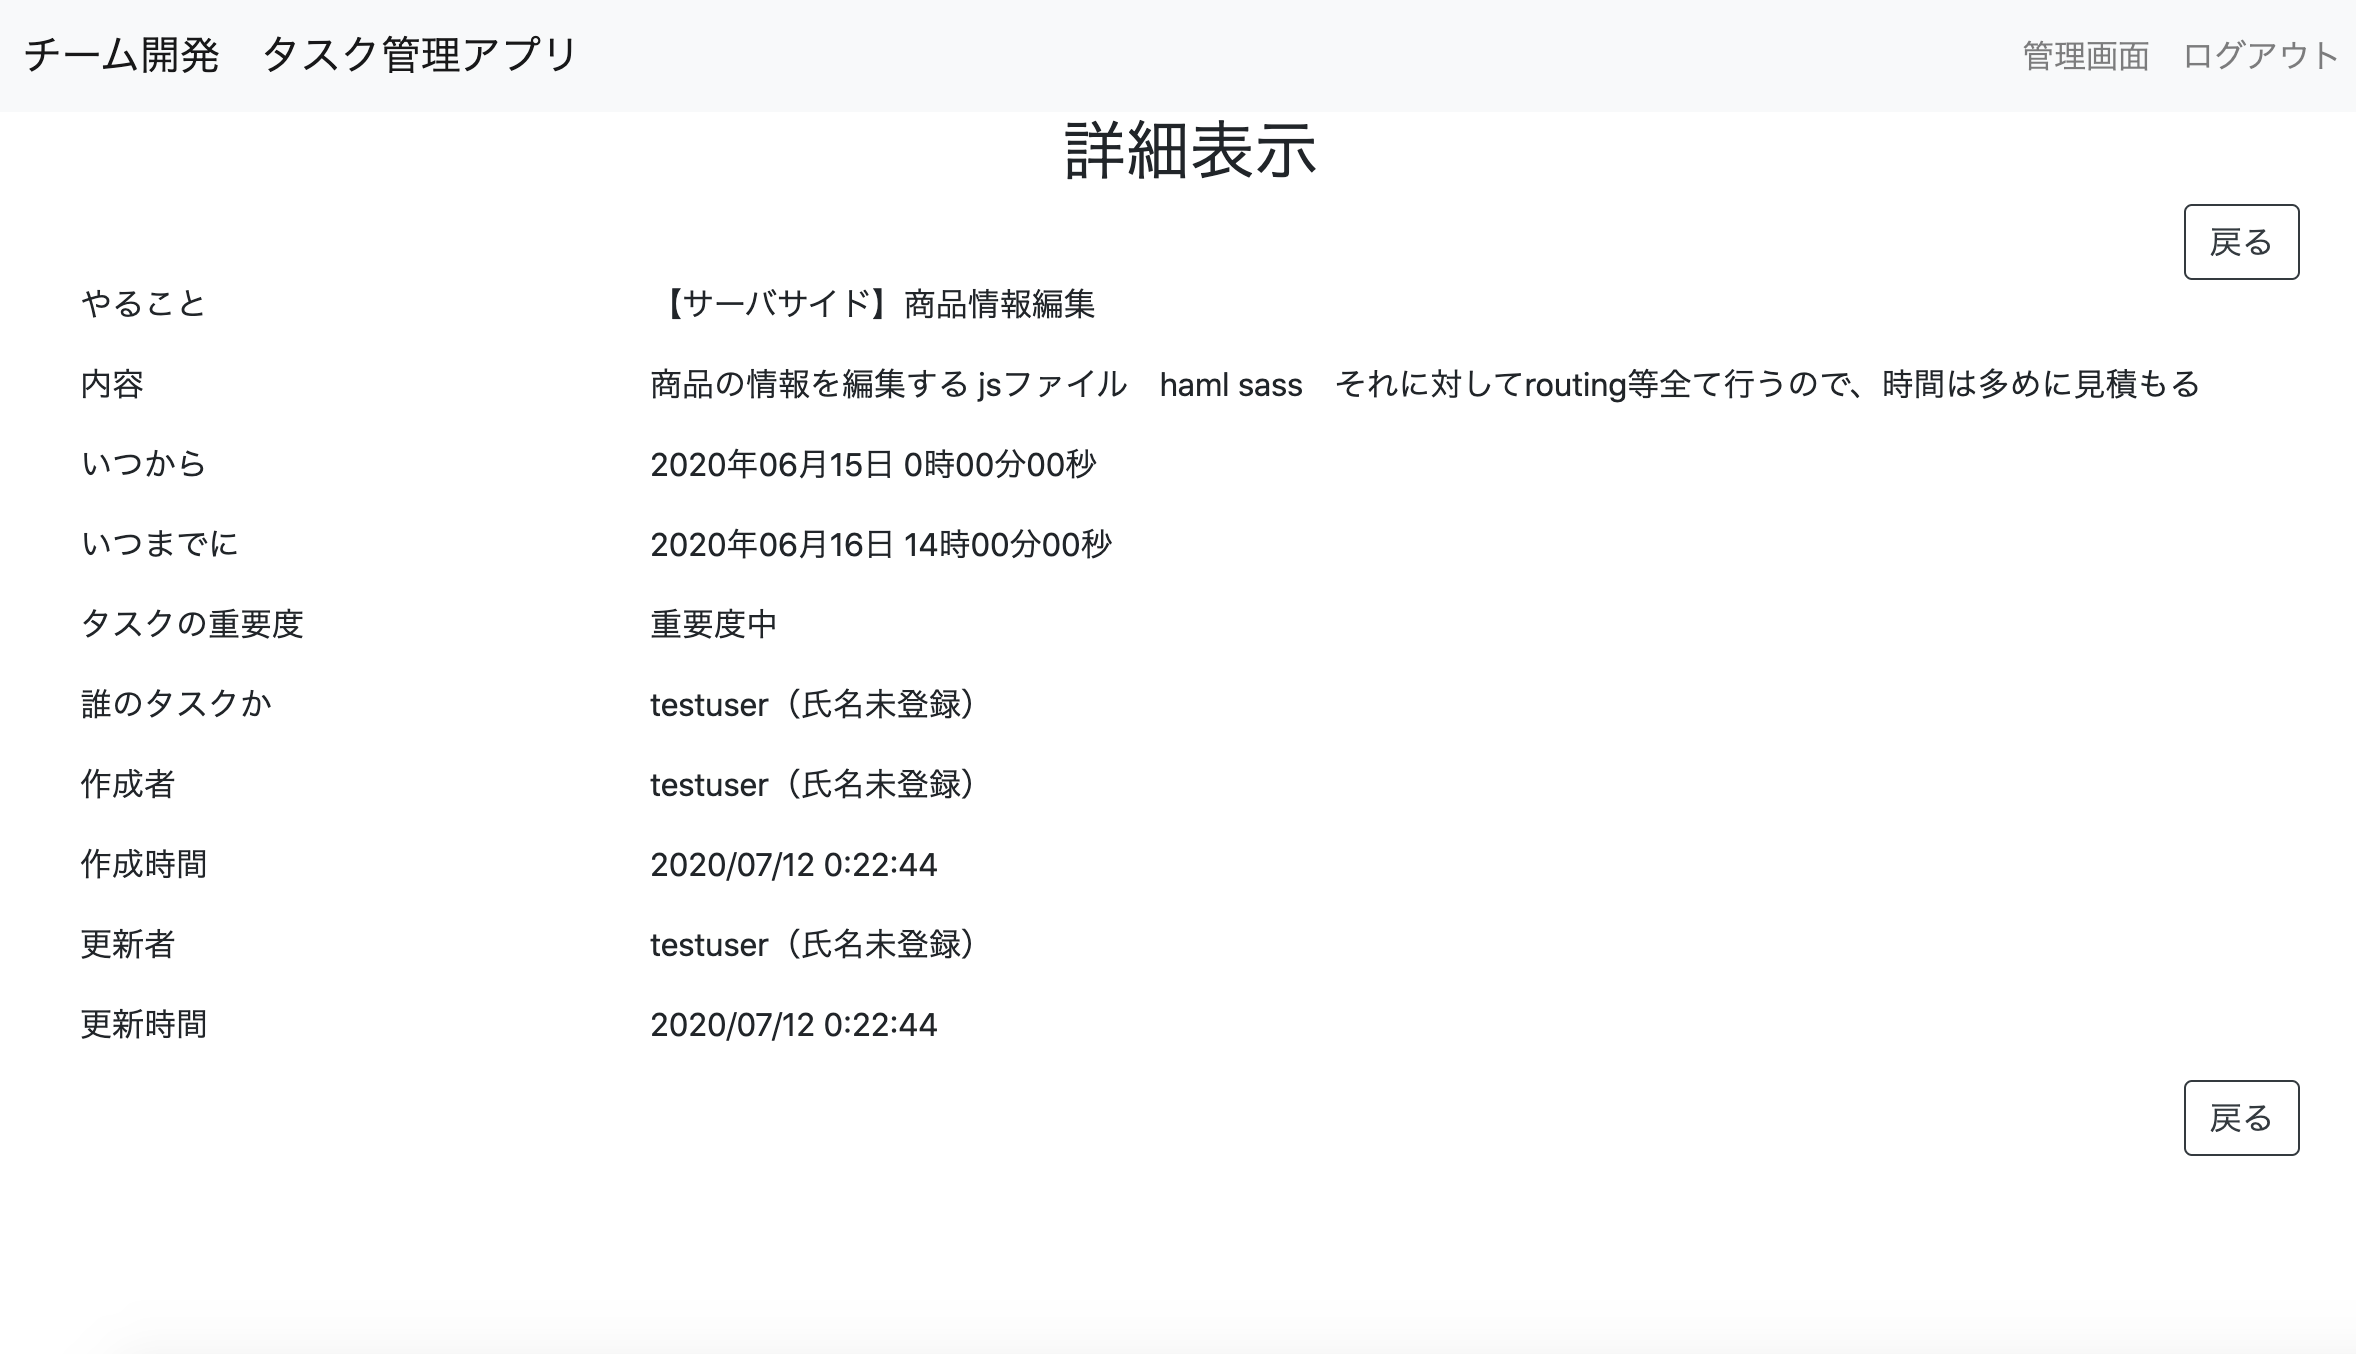 チーム開発　タスク管理アプリ　管理画面　ログアウト
詳細表示
戻る
やること　【サーバサイド】商品情報編集
内容　商品の情報を編集する jsファイル　haml sass　それに対してrouting等全て行うので、時間は多めに見積もる
いつから　2020年06月15日 0時00分00秒
いつまでに　2020年06月16日 14時00分00秒
タスクの重要度　重要度中
誰のタスクか　testuser（氏名未登録）
作成者　testuser（氏名未登録）
作成時間　2020/07/12 0:22:44
更新者　testuser（氏名未登録）
更新時間　2020/07/12 0:22:44
戻る